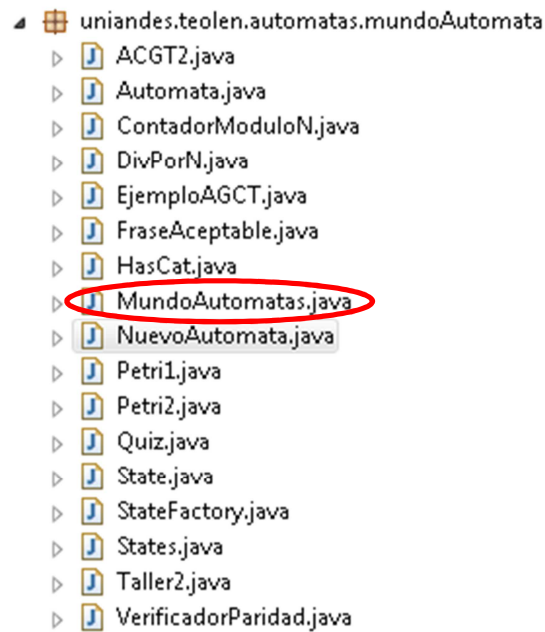 uniandes.teolen.automatas.mundoAutomata
ACGT2.java
Automata.java
ContadorModuloN.java
DivPorN.java
EjemploAGCT.java
FraseAceptable.java
HasCat.java
MundoAutomatas.java
NuevoAutomata.java
Petri1.java
Petri2.java
Quiz.java
State.java
StateFactory.java
States.java
Taller2.java
VerificadorParidad.java